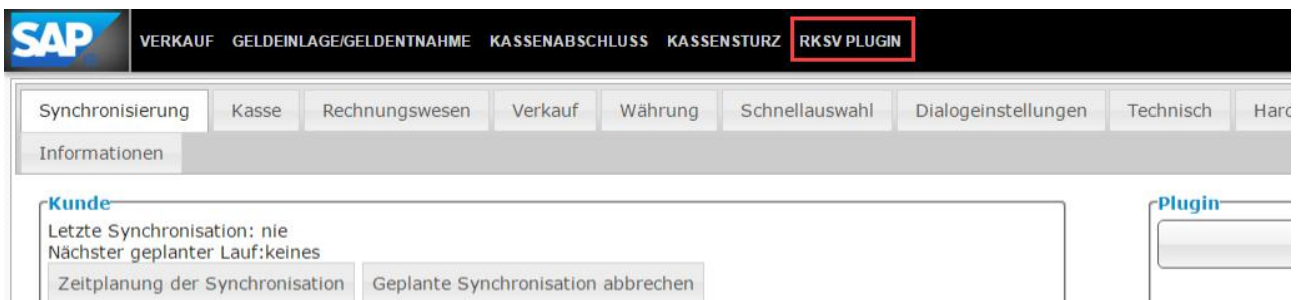 SAP VERKAUF GELDEINLAGE/GELDENTNAHME KASSENABSCHLUSS KASSENSTURZ RKSV PLUGIN
Synchronisierung Kasse Rechnungswesen Verkauf Währung Schnellauswahl Dialogeinstellungen Technisch
Informationen
Kunde Plugin
Letzte Synchronisation: nie
Nächster geplanter Lauf:keines
Zeitplanung der Synchronisation Geplante Synchronisation abbrechen